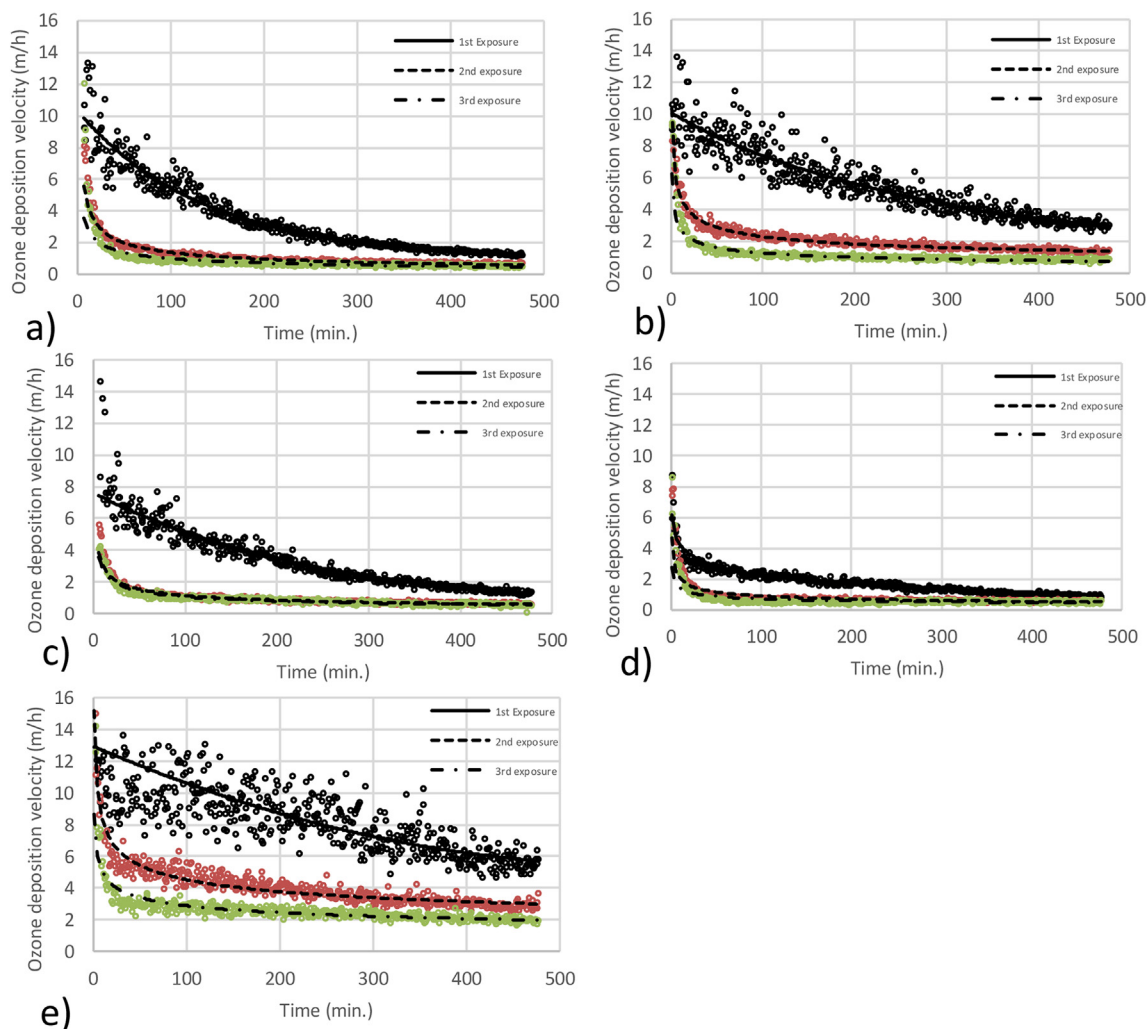 Ozone deposition velocity (m/h)
16
14
12
10
8
6
4
2
0
1st Exposure
2nd exposure
3rd exposure
0 100 200 300 400 500
Time (min.)
a)
Ozone deposition velocity (m/h)
16
14
12
10
8
6
4
2
0
1st Exposure
2nd exposure
3rd exposure
0 100 200 300 400 500
Time (min.)
b)
Ozone deposition velocity (m/h)
16
14
12
10
8
6
4
2
0
1st Exposure
2nd exposure
3rd exposure
0 100 200 300 400 500
Time (min.)
c)
Ozone deposition velocity (m/h)
16
14
12
10
8
6
4
2
0
1st Exposure
2nd exposure
3rd exposure
0 100 200 300 400 500
Time (min.)
d)
Ozone deposition velocity (m/h)
16
14
12
10
8
6
4
2
0
1st Exposure
2nd exposure
3rd exposure
0 100 200 300 400 500
Time (min.)
e)